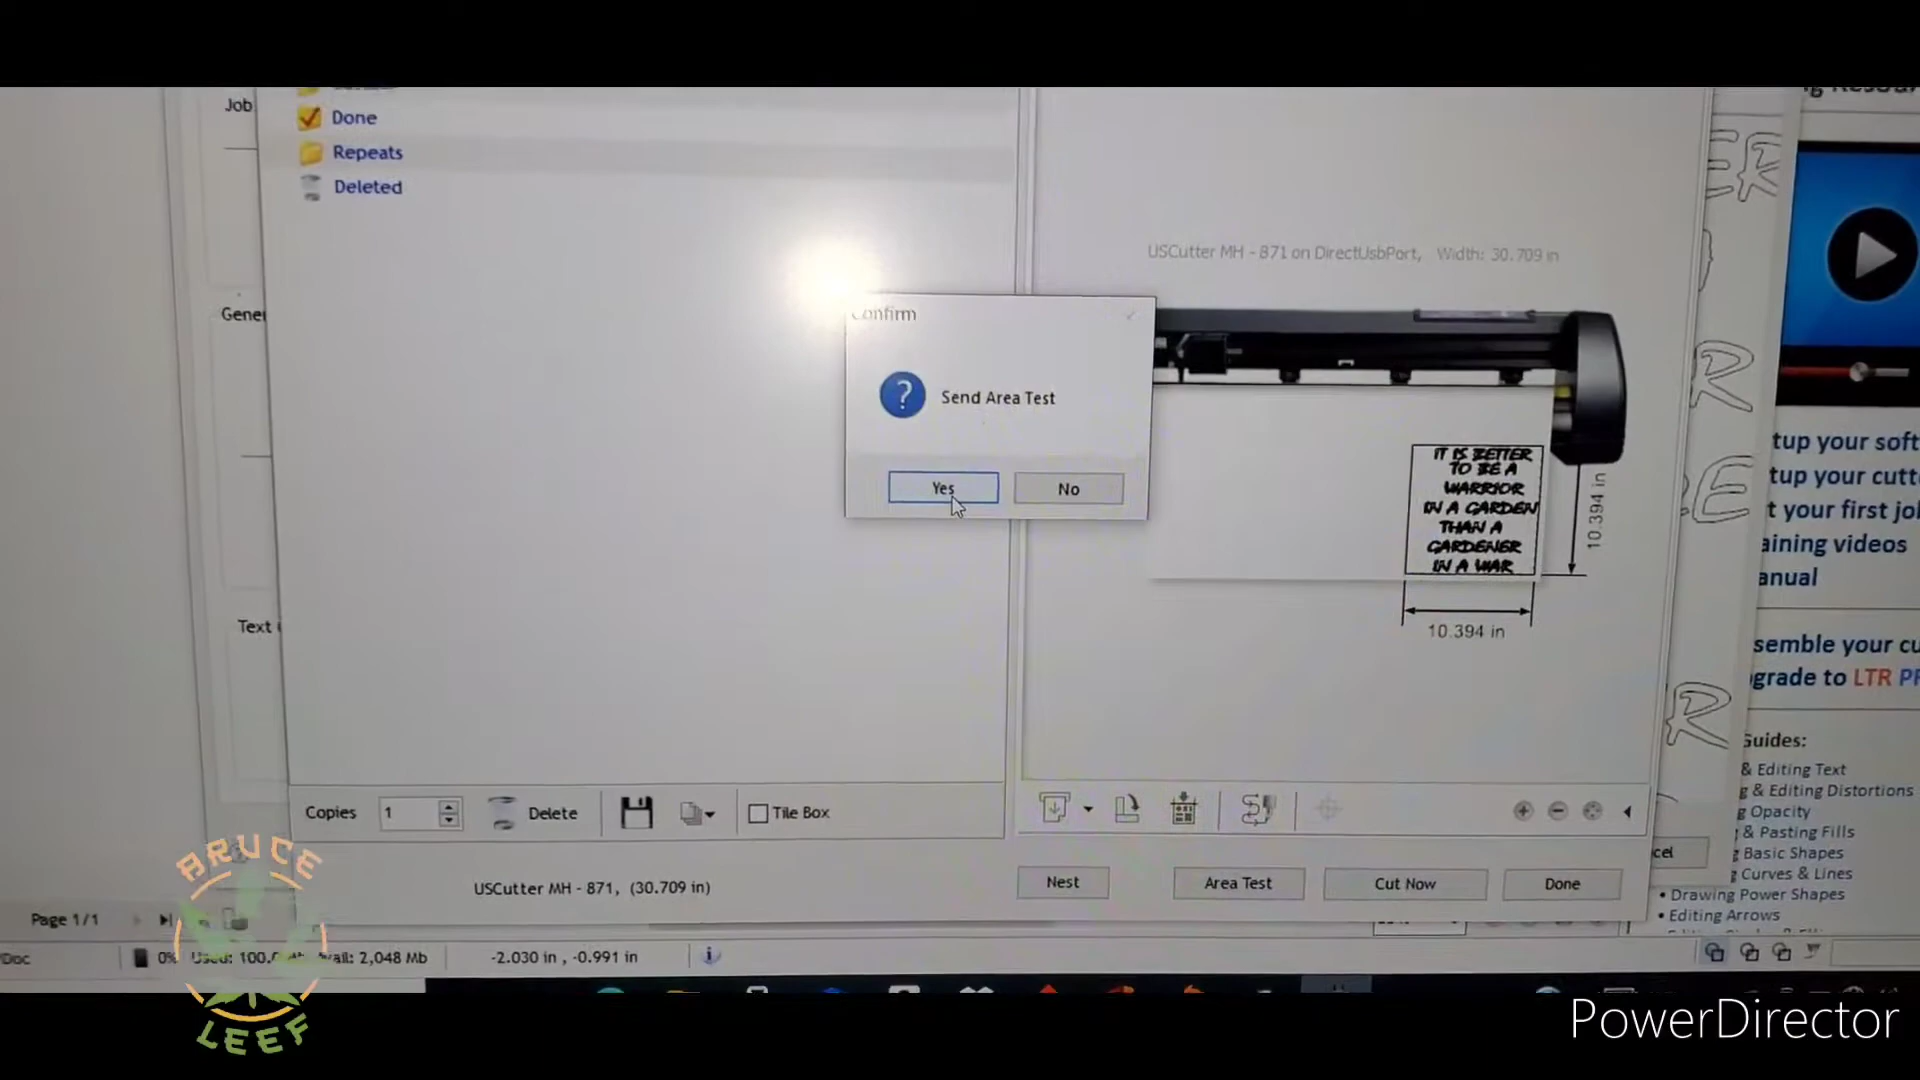 Job
Done
Repeats
Deleted
USCutter MH - 871 on DirectUsbPort, Width: 30.709 in
Gener
Confirm
Send Area Test
Yes
No
IT IS BETTER
TO BE A
WARRIOR
IN A GARDEN
THAN A
GARDENER
IN A WAR
10.394 in
10.394 in
Text
tup your soft
tup your cutt
t your first jo
aining videos
anual
semble your cu
grade to LTR P
Guides:
& Editing Text
g & Editing Distortions
g Opacity
& Pasting Fills
Basic Shapes
Curves & Lines
• Drawing Power Shapes
• Editing Arrows
Copies 1
Delete
Tile Box
USCutter MH - 871, (30.709 in)
Nest
Area Test
Cut Now
Done
cel
Page 1/1
Doc
0%
2,048 Mb
-2.030 in , -0.991 in
BRUCE
LEEF
PowerDirector